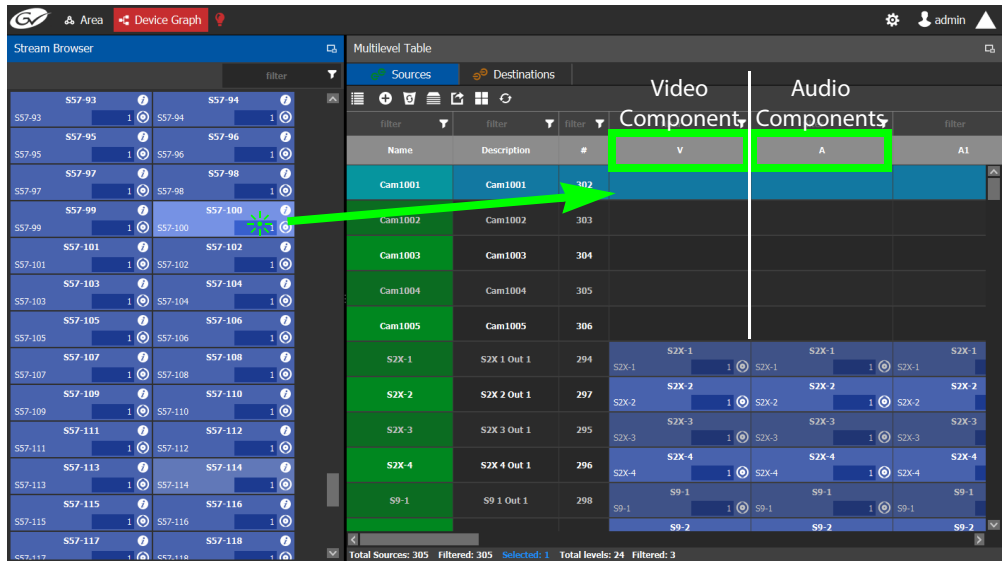 GV Area Device Graph admin
Stream Browser
filter
S57-93 S57-94
S57-93 1 S57-94 1
S57-95 S57-96
S57-95 1 S57-96 1
S57-97 S57-98
S57-97 1 S57-98 1
S57-99 S57-100
S57-99 1 S57-100 1
S57-101 S57-102
S57-101 1 S57-102 1
S57-103 S57-104
S57-103 1 S57-104 1
S57-105 S57-106
S57-105 1 S57-106 1
S57-107 S57-108
S57-107 1 S57-108 1
S57-109 S57-110
S57-109 1 S57-110 1
S57-111 S57-112
S57-111 1 S57-112 1
S57-113 S57-114
S57-113 1 S57-114 1
S57-115 S57-116
S57-115 1 S57-116 1
S57-117 S57-118
S57-117 1 S57-118 1
Multilevel Table
Sources Destinations
Video Audio
Component Components
filter filter filter filter
Name Description # V A A1
Cam1001 Cam1001 302
Cam1002 Cam1002 303
Cam1003 Cam1003 304
Cam1004 Cam1004 305
Cam1005 Cam1005 306
S2X-1 S2X-1 S2X-1
S2X-1 S2X 1 Out 1 294
S2X-1 1 S2X-1 1 S2X-1
S2X-2 S2X-2 S2X-2
S2X-2 S2X 2 Out 1 297
S2X-2 1 S2X-2 1 S2X-2
S2X-3 S2X-3 S2X-3
S2X-3 S2X 3 Out 1 295
S2X-3 1 S2X-3 1 S2X-3
S2X-4 S2X-4 S2X-4
S2X-4 S2X 4 Out 1 296
S2X-4 1 S2X-4 1 S2X-4
S9-1 S9-1 S9-1
S9-1 S9 1 Out 1 298
S9-1 1 S9-1 1 S9-1
S9-2 S9-2 S9-2
Total Sources: 305 Filtered: 305 Selected: 1 Total levels: 24 Filtered: 3